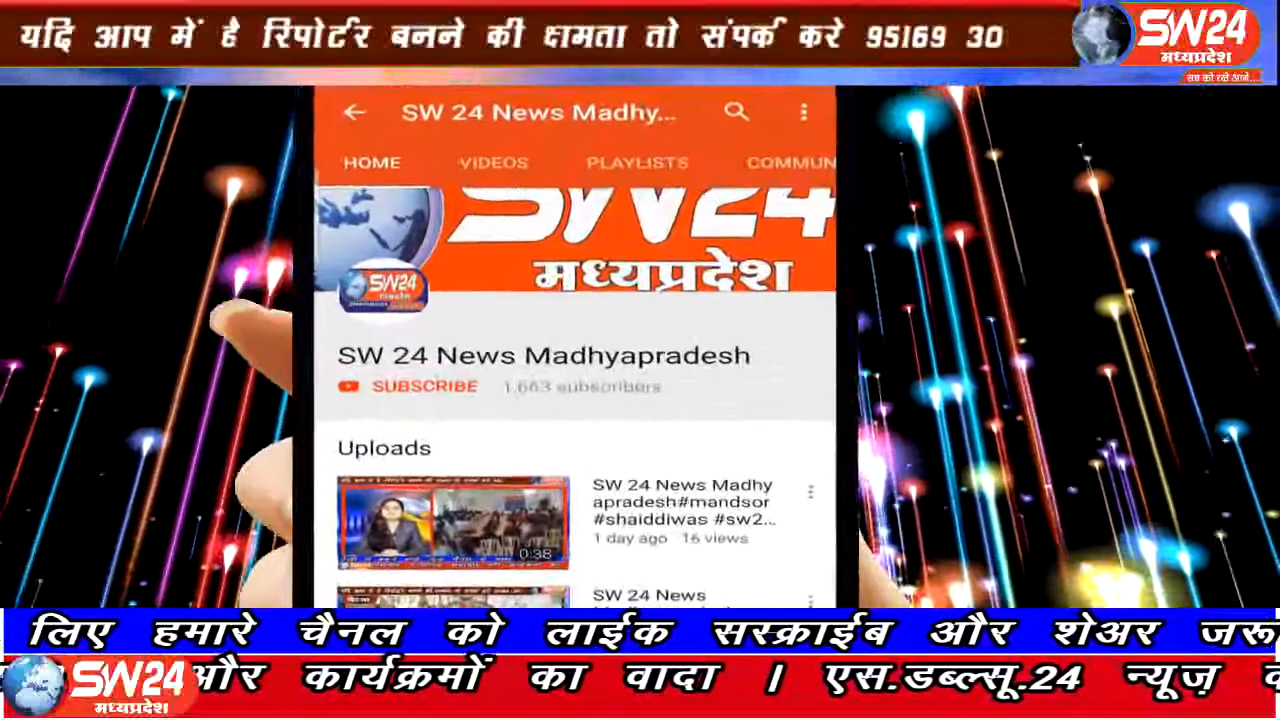 यदि आप में है रिपोर्टर बनने की क्षमता तो संपर्क करे 95169 30
SW24
मध्यप्रदेश
SW 24 News Madhy...
HOME VIDEOS PLAYLISTS COMMUN
SW24
मध्यप्रदेश
SW24
SW 24 News Madhyapradesh
SUBSCRIBE 1,663 subscribers
Uploads
SW 24 News Madhy
apradesh#mandsor
#shaiddiwas #sw2...
1 day ago 16 views
0:38
SW 24 News
लिए हमारे चैनल को लाईक सस्क्राईब और शेअर जरू
और कार्यक्रमों का वादा । एस.डब्ल्सू.24 न्यूज़
SW24
मध्यप्रदेश